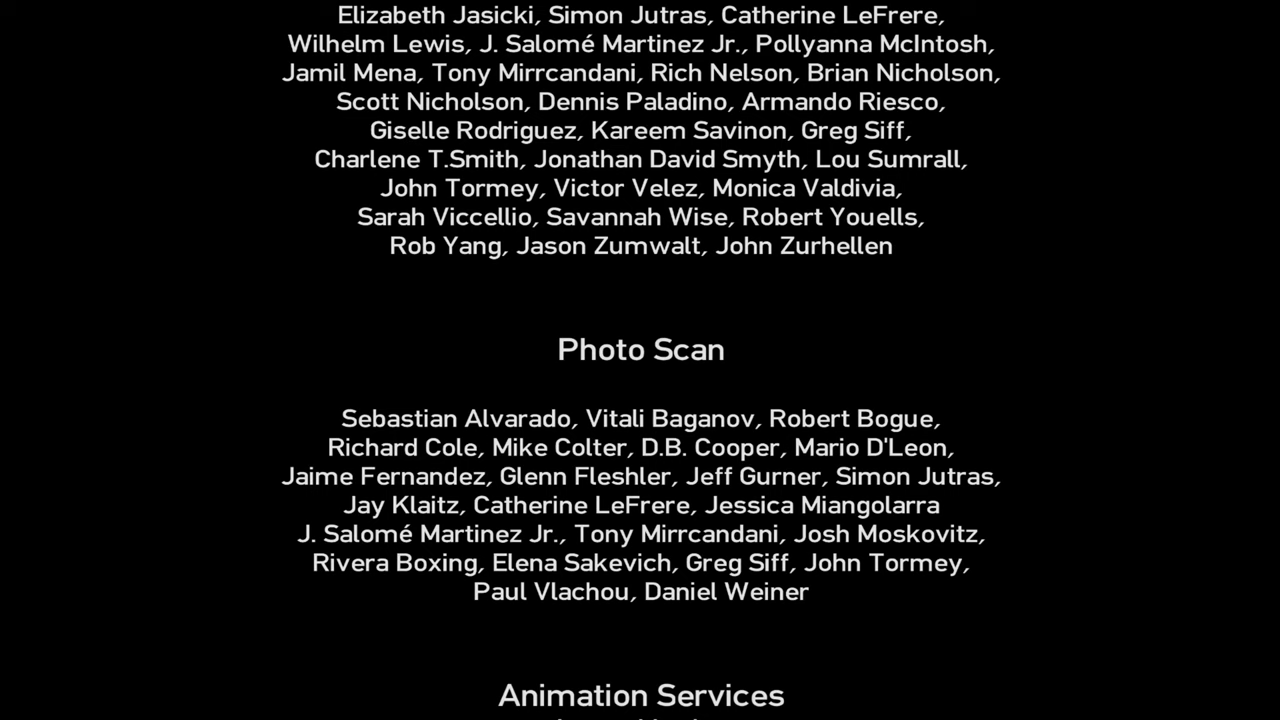 Elizabeth Jasicki, Simon Jutras, Catherine LeFrere,
Wilhelm Lewis, J. Salomé Martinez Jr., Pollyanna McIntosh,
Jamil Mena, Tony Mirrcandani, Rich Nelson, Brian Nicholson,
Scott Nicholson, Dennis Paladino, Armando Riesco,
Giselle Rodriguez, Kareem Savinon, Greg Siff,
Charlene T.Smith, Jonathan David Smyth, Lou Sumrall,
John Tormey, Victor Velez, Monica Valdivia,
Sarah Viccellio, Savannah Wise, Robert Youells,
Rob Yang, Jason Zumwalt, John Zurhellen
Photo Scan
Sebastian Alvarado, Vitali Baganov, Robert Bogue,
Richard Cole, Mike Colter, D.B. Cooper, Mario D'Leon,
Jaime Fernandez, Glenn Fleshler, Jeff Gurner, Simon Jutras,
Jay Klaitz, Catherine LeFrere, Jessica Miangolarra
J. Salomé Martinez Jr., Tony Mirrcandani, Josh Moskovitz,
Rivera Boxing, Elena Sakevich, Greg Siff, John Tormey,
Paul Vlachou, Daniel Weiner
Animation Services